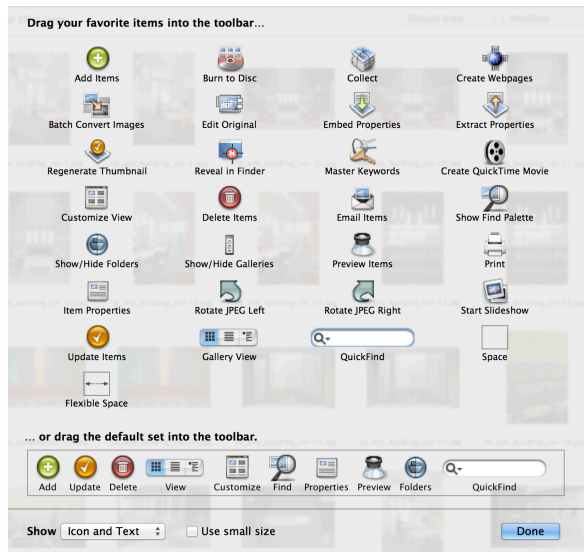 Default View
Modified
Drag your favorite items into the toolbar...
Add Items
Burn to Disc
Collect
Create Webpages
Batch Convert Images
Edit Original
Embed Properties
Extract Properties
Regenerate Thumbnail
Reveal in Finder
Master Keywords
Create QuickTime Movie
Customize View
Delete Items
Email Items
Show Find Palette
Show/Hide Folders
Show/Hide Galleries
Preview Items
Print
Item Properties
Rotate JPEG Left
Rotate JPEG Right
Start Slideshow
Update Items
Gallery View
QuickFind
Space
Flexible Space
... or drag the default set into the toolbar.
Add Update Delete View Customize Find Properties Preview Folders QuickFind
Show Icon and Text Use small size Done